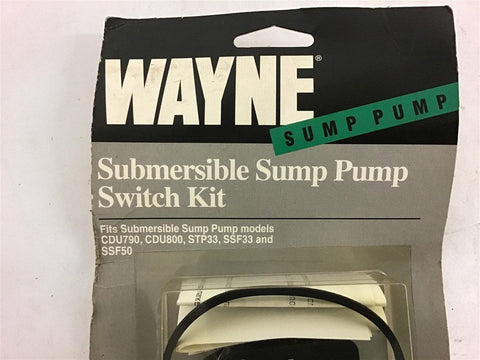 WAYNE®
SUMP PUMP
Submersible Sump Pump
Switch Kit
Fits Submersible Sump Pump models
CDU790, CDU800, STP33, SSF33 and
SSF50